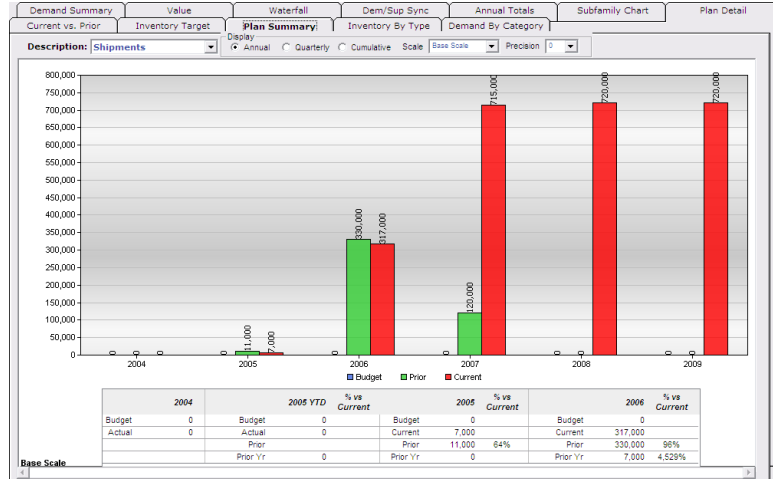 Demand Summary Value Waterfall Dem/Sup Sync Annual Totals Subfamily Chart Plan Detail
Current vs. Prior Inventory Target Plan Summary Inventory By Type Demand By Category
Description: Shipments Display Annual Quarterly Cumulative Scale Base Scale Precision 0
800,000
750,000
700,000
650,000
600,000
550,000
500,000
450,000
400,000
350,000
300,000
250,000
200,000
150,000
100,000
50,000
0
0 0 0 0 11,000 7,000 0 330,000 317,000 0 120,000 715,000 0 0 720,000 0 0 720,000
2004 2005 2006 2007 2008 2009
Budget Prior Current
2004 2005 YTD % vs Current 2005 % vs Current 2006 % vs Current
Budget 0 Budget 0 Budget 0 Budget 0
Actual 0 Actual 0 Current 7,000 Current 317,000
Prior Prior 11,000 64% Prior 330,000 96%
Prior Yr 0 Prior Yr 0 Prior Yr 7,000 4,529%
Base Scale